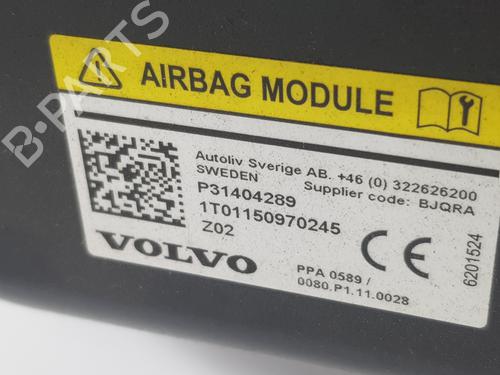 AIRBAG MODULE
Autoliv Sverige AB. +46 (0) 322626200
SWEDEN Supplier code: BJQRA
P31404289
1T01150970245
Z02
VOLVO
CE
PPA 0589 /
0080.P1.11.0028
6201524
B-PARTS